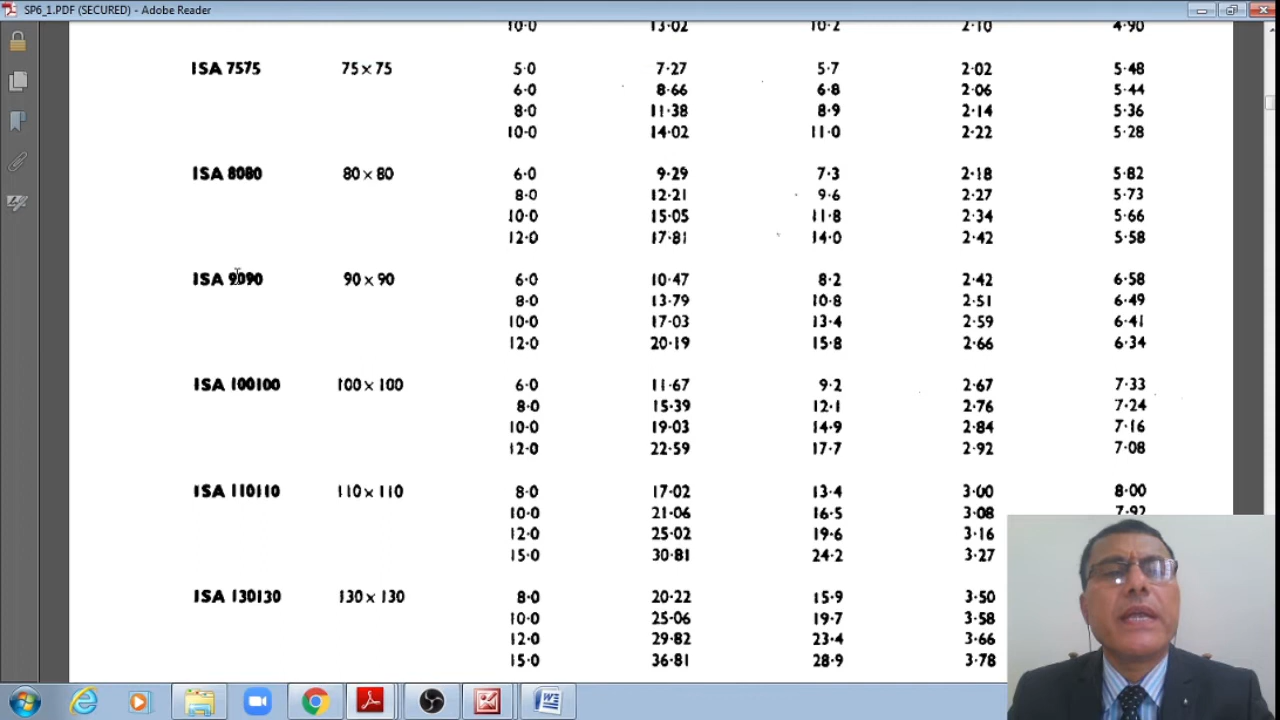 SP6_1.PDF (SECURED) - Adobe Reader
10·0 13·02 10·2 2·10 4·90
ISA 7575 75 × 75 5·0 7·27 5·7 2·02 5·48
6·0 8·66 6·8 2·06 5·44
8·0 11·38 8·9 2·14 5·36
10·0 14·02 11·0 2·22 5·28
ISA 8080 80 × 80 6·0 9·29 7·3 2·18 5·82
8·0 12·21 9·6 2·27 5·73
10·0 15·05 11·8 2·34 5·66
12·0 17·81 14·0 2·42 5·58
ISA 9090 90 × 90 6·0 10·47 8·2 2·42 6·58
8·0 13·79 10·8 2·51 6·49
10·0 17·03 13·4 2·59 6·41
12·0 20·19 15·8 2·66 6·34
ISA 100100 100 × 100 6·0 11·67 9·2 2·67 7·33
8·0 15·39 12·1 2·76 7·24
10·0 19·03 14·9 2·84 7·16
12·0 22·59 17·7 2·92 7·08
ISA 110110 110 × 110 8·0 17·02 13·4 3·00 8·00
10·0 21·06 16·5 3·08 7·92
12·0 25·02 19·6 3·16
15·0 30·81 24·2 3·27
ISA 130130 130 × 130 8·0 20·22 15·9 3·50
10·0 25·06 19·7 3·58
12·0 29·82 23·4 3·66
15·0 36·81 28·9 3·78